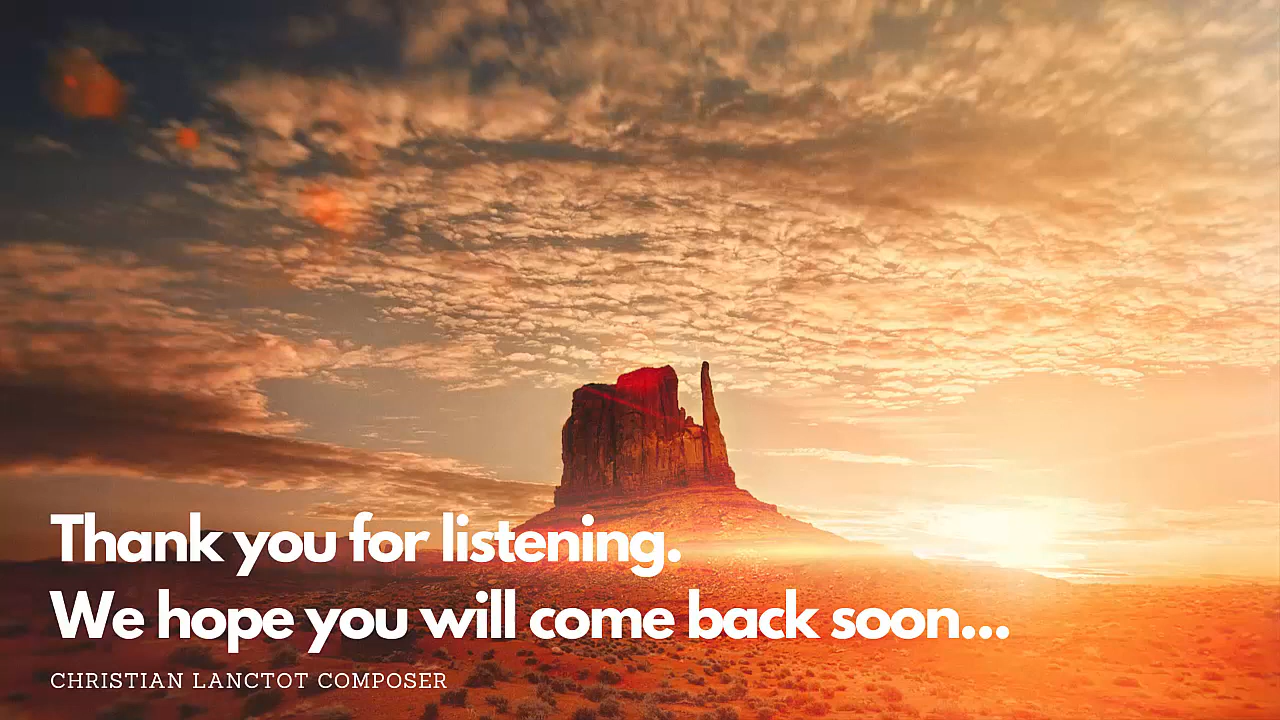 Thank you for listening.
We hope you will come back soon...
CHRISTIAN LANCTOT COMPOSER